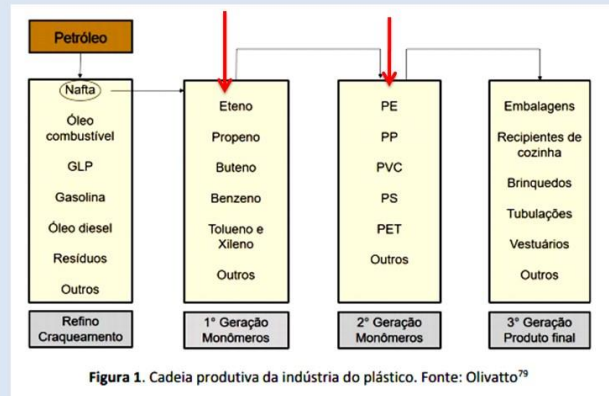 Petróleo
Nafta
Óleo
combustível
GLP
Gasolina
Óleo diesel
Resíduos
Outros
Refino
Craqueamento
Eteno
Propeno
Buteno
Benzeno
Tolueno e
Xileno
Outros
1° Geração
Monômeros
PE
PP
PVC
PS
PET
Outros
2° Geração
Monômeros
Embalagens
Recipientes de
cozinha
Brinquedos
Tubulações
Vestuários
Outros
3° Geração
Produto final
Figura 1. Cadeia produtiva da indústria do plástico. Fonte: Olivatto79